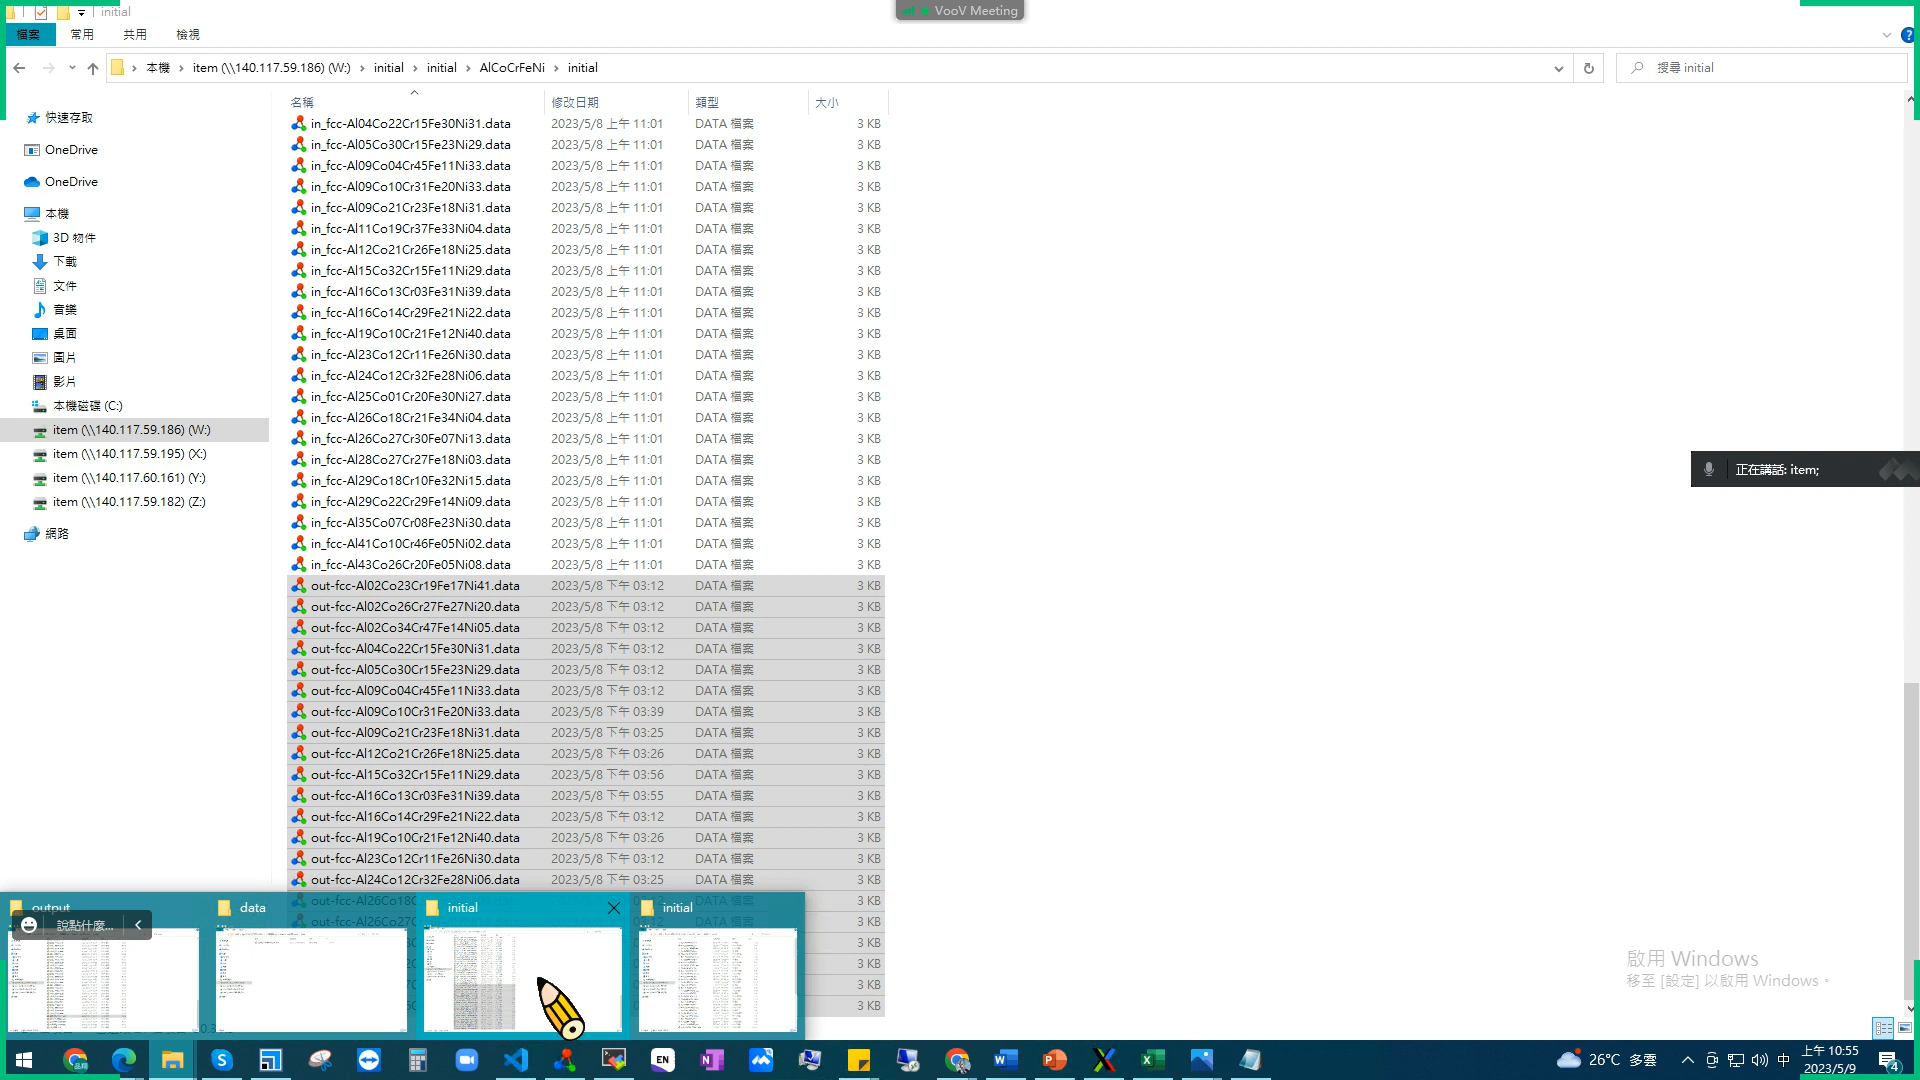 initial
VooV Meeting
檔案 常用 共用 檢視
本機 › item (\\140.117.59.186) (W:) › initial › initial › AlCoCrFeNi › initial
搜尋 initial
快速存取
OneDrive
OneDrive
本機
3D 物件
下載
文件
音樂
桌面
圖片
影片
本機磁碟 (C:)
item (\\140.117.59.186) (W:)
item (\\140.117.59.195) (X:)
item (\\140.117.60.161) (Y:)
item (\\140.117.59.182) (Z:)
網路
名稱 修改日期 類型 大小
in_fcc-Al04Co22Cr15Fe30Ni31.data 2023/5/8 上午 11:01 DATA 檔案 3 KB
in_fcc-Al05Co30Cr15Fe23Ni29.data 2023/5/8 上午 11:01 DATA 檔案 3 KB
in_fcc-Al09Co04Cr45Fe11Ni33.data 2023/5/8 上午 11:01 DATA 檔案 3 KB
in_fcc-Al09Co10Cr31Fe20Ni33.data 2023/5/8 上午 11:01 DATA 檔案 3 KB
in_fcc-Al09Co21Cr23Fe18Ni31.data 2023/5/8 上午 11:01 DATA 檔案 3 KB
in_fcc-Al11Co19Cr37Fe33Ni04.data 2023/5/8 上午 11:01 DATA 檔案 3 KB
in_fcc-Al12Co21Cr26Fe18Ni25.data 2023/5/8 上午 11:01 DATA 檔案 3 KB
in_fcc-Al15Co32Cr15Fe11Ni29.data 2023/5/8 上午 11:01 DATA 檔案 3 KB
in_fcc-Al16Co13Cr03Fe31Ni39.data 2023/5/8 上午 11:01 DATA 檔案 3 KB
in_fcc-Al16Co14Cr29Fe21Ni22.data 2023/5/8 上午 11:01 DATA 檔案 3 KB
in_fcc-Al19Co10Cr21Fe12Ni40.data 2023/5/8 上午 11:01 DATA 檔案 3 KB
in_fcc-Al23Co12Cr11Fe26Ni30.data 2023/5/8 上午 11:01 DATA 檔案 3 KB
in_fcc-Al24Co12Cr32Fe28Ni06.data 2023/5/8 上午 11:01 DATA 檔案 3 KB
in_fcc-Al25Co01Cr20Fe30Ni27.data 2023/5/8 上午 11:01 DATA 檔案 3 KB
in_fcc-Al26Co18Cr21Fe34Ni04.data 2023/5/8 上午 11:01 DATA 檔案 3 KB
in_fcc-Al26Co27Cr30Fe07Ni13.data 2023/5/8 上午 11:01 DATA 檔案 3 KB
in_fcc-Al28Co27Cr27Fe18Ni03.data 2023/5/8 上午 11:01 DATA 檔案 3 KB
in_fcc-Al29Co18Cr10Fe32Ni15.data 2023/5/8 上午 11:01 DATA 檔案 3 KB
in_fcc-Al29Co22Cr29Fe14Ni09.data 2023/5/8 上午 11:01 DATA 檔案 3 KB
in_fcc-Al35Co07Cr08Fe23Ni30.data 2023/5/8 上午 11:01 DATA 檔案 3 KB
in_fcc-Al41Co10Cr46Fe05Ni02.data 2023/5/8 上午 11:01 DATA 檔案 3 KB
in_fcc-Al43Co26Cr20Fe05Ni08.data 2023/5/8 上午 11:01 DATA 檔案 3 KB
out-fcc-Al02Co23Cr19Fe17Ni41.data 2023/5/8 下午 03:12 DATA 檔案 3 KB
out-fcc-Al02Co26Cr27Fe27Ni20.data 2023/5/8 下午 03:12 DATA 檔案 3 KB
out-fcc-Al02Co34Cr47Fe14Ni05.data 2023/5/8 下午 03:12 DATA 檔案 3 KB
out-fcc-Al04Co22Cr15Fe30Ni31.data 2023/5/8 下午 03:12 DATA 檔案 3 KB
out-fcc-Al05Co30Cr15Fe23Ni29.data 2023/5/8 下午 03:12 DATA 檔案 3 KB
out-fcc-Al09Co04Cr45Fe11Ni33.data 2023/5/8 下午 03:12 DATA 檔案 3 KB
out-fcc-Al09Co10Cr31Fe20Ni33.data 2023/5/8 下午 03:39 DATA 檔案 3 KB
out-fcc-Al09Co21Cr23Fe18Ni31.data 2023/5/8 下午 03:25 DATA 檔案 3 KB
out-fcc-Al12Co21Cr26Fe18Ni25.data 2023/5/8 下午 03:26 DATA 檔案 3 KB
out-fcc-Al15Co32Cr15Fe11Ni29.data 2023/5/8 下午 03:56 DATA 檔案 3 KB
out-fcc-Al16Co13Cr03Fe31Ni39.data 2023/5/8 下午 03:55 DATA 檔案 3 KB
out-fcc-Al16Co14Cr29Fe21Ni22.data 2023/5/8 下午 03:12 DATA 檔案 3 KB
out-fcc-Al19Co10Cr21Fe12Ni40.data 2023/5/8 下午 03:26 DATA 檔案 3 KB
out-fcc-Al23Co12Cr11Fe26Ni30.data 2023/5/8 下午 03:12 DATA 檔案 3 KB
out-fcc-Al24Co12Cr32Fe28Ni06.data 2023/5/8 下午 03:25 DATA 檔案 3 KB
3 KB
3 KB
3 KB
3 KB
3 KB
3 KB
正在講話: item;
output data initial initial
說點什麼...
啟用 Windows
移至 [設定] 以啟用 Windows。
EN
26°C 多雲
中
上午 10:55
2023/5/9
4